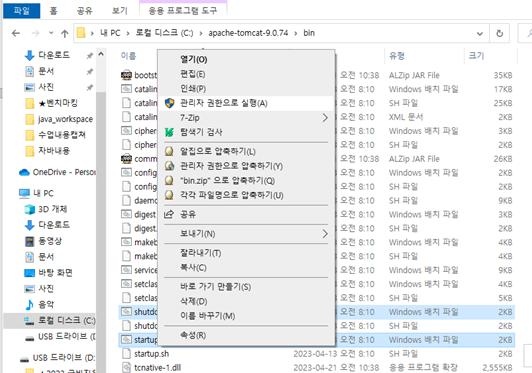 파일
홈
공유
보기
응용 프로그램 도구
내 PC > 로컬 디스크 (C:) > apache-tomcat-9.0.74 > bin
다운로드
문서
사진
★벤치마킹
java_workspace
수업내용캡쳐
자바내용
OneDrive - Person
내 PC
3D 개체
다운로드
동영상
문서
바탕 화면
사진
음악
로컬 디스크 (C:)
USB 드라이브 (D:)
USB 드라이브 (D:)
이름
유형
크기
bootst
오전 10:38 ALZip JAR File 35KB
catalin
오전 8:10 Windows 배치 파일 17KB
catalin
오전 8:10 SH 파일 25KB
catalin
오전 8:10 XML 문서 2KB
cipher
오전 8:10 Windows 배치 파일 3KB
cipher
오전 8:10 SH 파일 2KB
comm
오전 10:38 ALZip JAR File 26KB
config
오전 8:10 Windows 배치 파일 3KB
config
오전 8:10 SH 파일 2KB
daemo
오전 8:10 SH 파일 9KB
digest.
오전 8:10 Windows 배치 파일 3KB
digest.
오전 8:10 SH 파일 2KB
makeb
오전 8:10 Windows 배치 파일
makeb
오전 8:10 SH 파일
service
오전 8:10 Windows 배치 파일
setclas
오전 8:10 Windows 배치 파일
setclas
오전 8:10 SH 파일
shutdo
오전 8:10 Windows 배치 파일 2KB
shutdo
오전 8:10 SH 파일 2KB
startup
오전 8:10 Windows 배치 파일 2KB
startup.sh 2023-04-13 오전 8:10 SH 파일 2KB
tcnative-1.dll 오전 10:38 응용 프로그램 확장 2,555KB
열기(O)
편집(E)
인쇄(P)
관리자 권한으로 실행(A)
7-Zip
탐색기 검사
알집으로 압축하기(L)
관리자 권한으로 압축하기(Y)
"bin.zip" 으로 압축하기(Q)
각각 파일명으로 압축하기(U)
공유
보내기(N)
잘라내기(T)
복사(C)
바로 가기 만들기(S)
삭제(D)
이름 바꾸기(M)
속성(R)